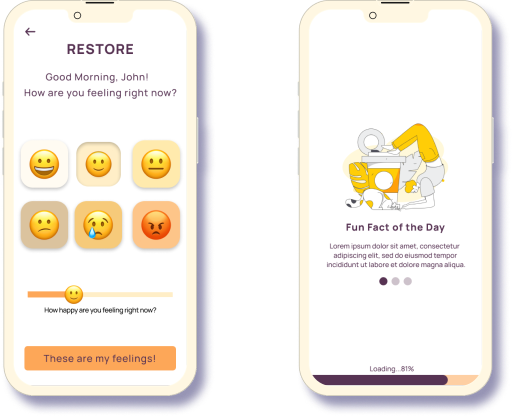 RESTORE
Good Morning, John!
How are you feeling right now?
How happy are you feeling right now?
These are my feelings!
Fun Fact of the Day
Lorem ipsum dolor sit amet, consectetur
adipiscing elit, sed do eiusmod tempor
incididunt ut labore et dolore magna aliqua.
Loading...81%